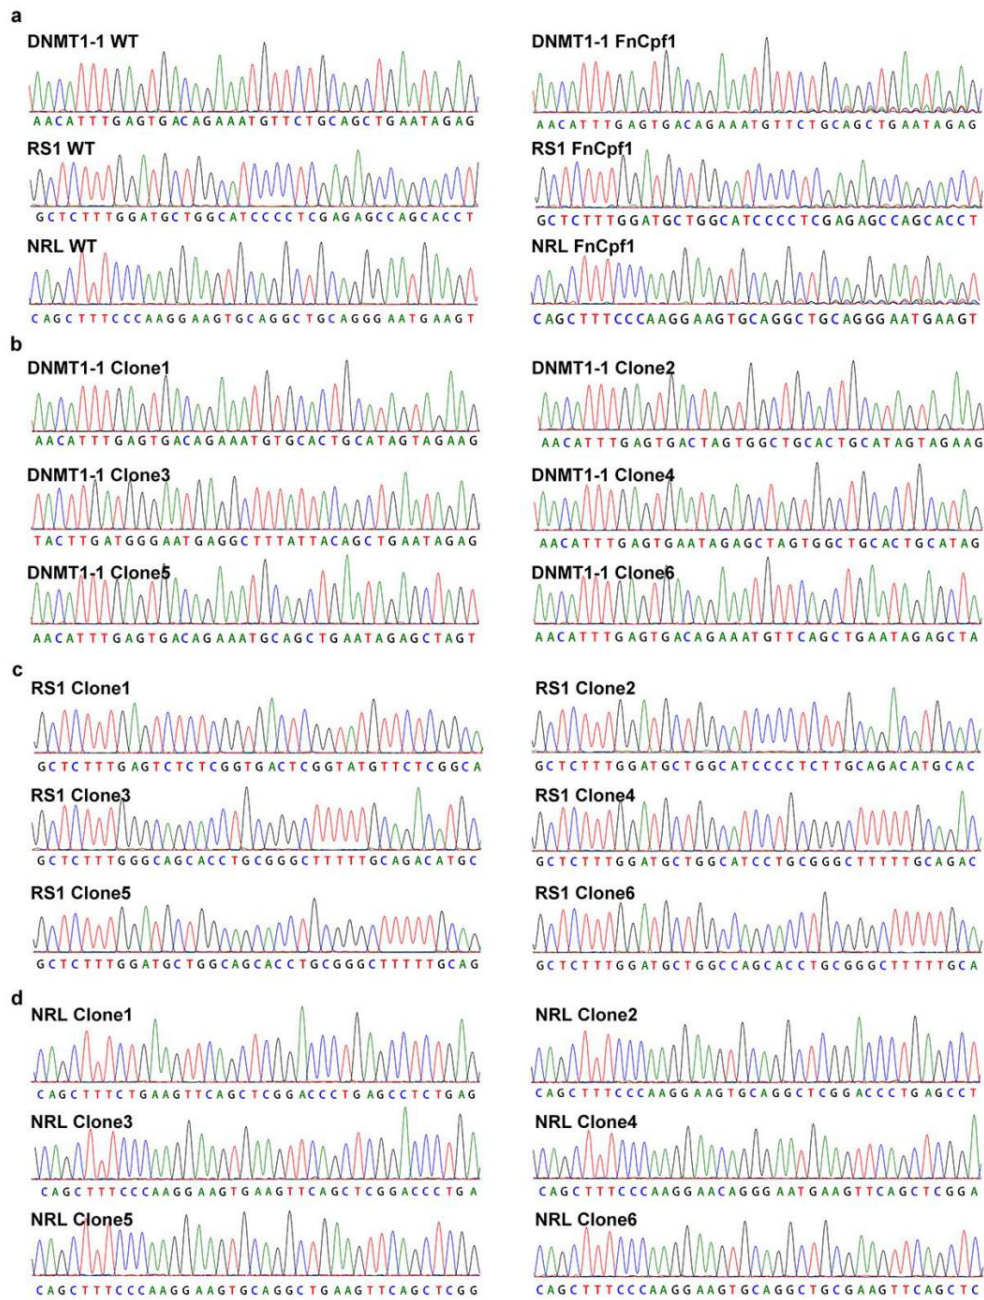 a
DNMT1-1 WT
AACATTTGAGTGACAGAAATGTTCTGCAGCTGAATAGAG
DNMT1-1 FnCpf1
AACATTTGAGTGACAGAAATGTTCTGCAGCTGAATAGAG
RS1 WT
GCTCTTTGGATGCTGGCATCCCCTCGAGAGCCAGCACCT
RS1 FnCpf1
GCTCTTTGGATGCTGGCATCCCCTCGAGAGCCAGCACCT
NRL WT
CAGCTTTCCCAAGGAAGTGCAGGCTGCAGGGAATGAAGT
NRL FnCpf1
CAGCTTTCCCAAGGAAGTGCAGGCTGCAGGGAATGAAGT
b
DNMT1-1 Clone1
AACATTTGAGTGACAGAAATGTGCACTGCATAGTAGAAG
DNMT1-1 Clone2
AACATTTGAGTGACTAGTGGCTGCACTGCATAGTAGAAG
DNMT1-1 Clone3
TACTTGATGGGAATGAGGCTTTATTACAGCTGAATAGAG
DNMT1-1 Clone4
AACATTTGAGTGAATAGAGCTAGTGGCTGCACTGCATAG
DNMT1-1 Clone5
AACATTTGAGTGACAGAAATGCAGCTGAATAGAGCTAGT
DNMT1-1 Clone6
AACATTTGAGTGACAGAAATGTTCAGCTGAATAGAGCTA
c
RS1 Clone1
GCTCTTTGAGTCTCTCGGTGACTCGGTATGTTCTCGGCA
RS1 Clone2
GCTCTTTGGATGCTGGCATCCCCTCTTGCAGACATGCAC
RS1 Clone3
GCTCTTTGGGCAGCACCTGCGGGCTTTTTGCAGACATGC
RS1 Clone4
GCTCTTTGGATGCTGGCATCCTGCGGGCTTTTTGCAGAC
RS1 Clone5
GCTCTTTGGATGCTGGCAGCACCTGCGGGCTTTTTGCAG
RS1 Clone6
GCTCTTTGGATGCTGGCCAGCACCTGCGGGCTTTTTGCA
d
NRL Clone1
CAGCTTTCTGAAGTTCAGCTCGGACCCTGAGCCTCTGAG
NRL Clone2
CAGCTTTCCCAAGGAAGTGCAGGCTCGGACCCTGAGCCT
NRL Clone3
CAGCTTTCCCAAGGAAGTGAAGTTCAGCTCGGACCCTGA
NRL Clone4
CAGCTTTCCCAAGGAACAGGGAATGAAGTTCAGCTCGGA
NRL Clone5
CAGCTTTCCCAAGGAAGTGCAGGCTGAAGTTCAGCTCGG
NRL Clone6
CAGCTTTCCCAAGGAAGTGCAGGCTGCGAAGTTCAGCTC